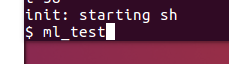 init: starting sh
$ ml_test